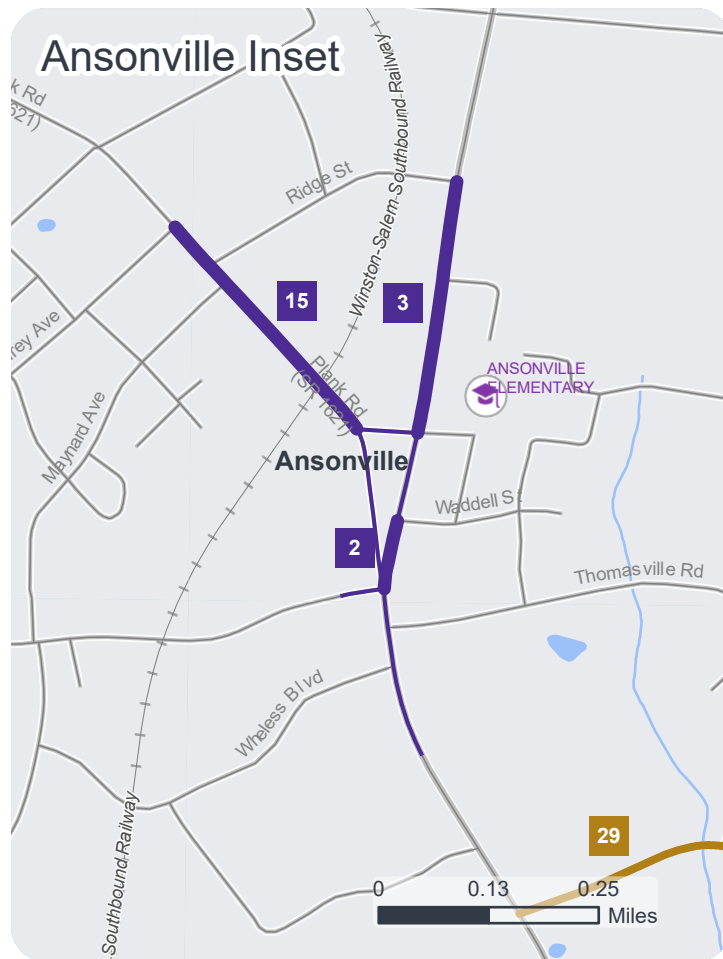 Ansonville Inset
k Rd
621)
Ridge St
Winston-Salem-Southbound-Railway
15
3
Plank Rd
(SR 1621)
ANSONVILLE
ELEMENTARY
rey Ave
Maynard Ave
Ansonville
Waddell St
2
Thomasville Rd
Wheless Blvd
Southbound-Railway
29
0 0.13 0.25
Miles